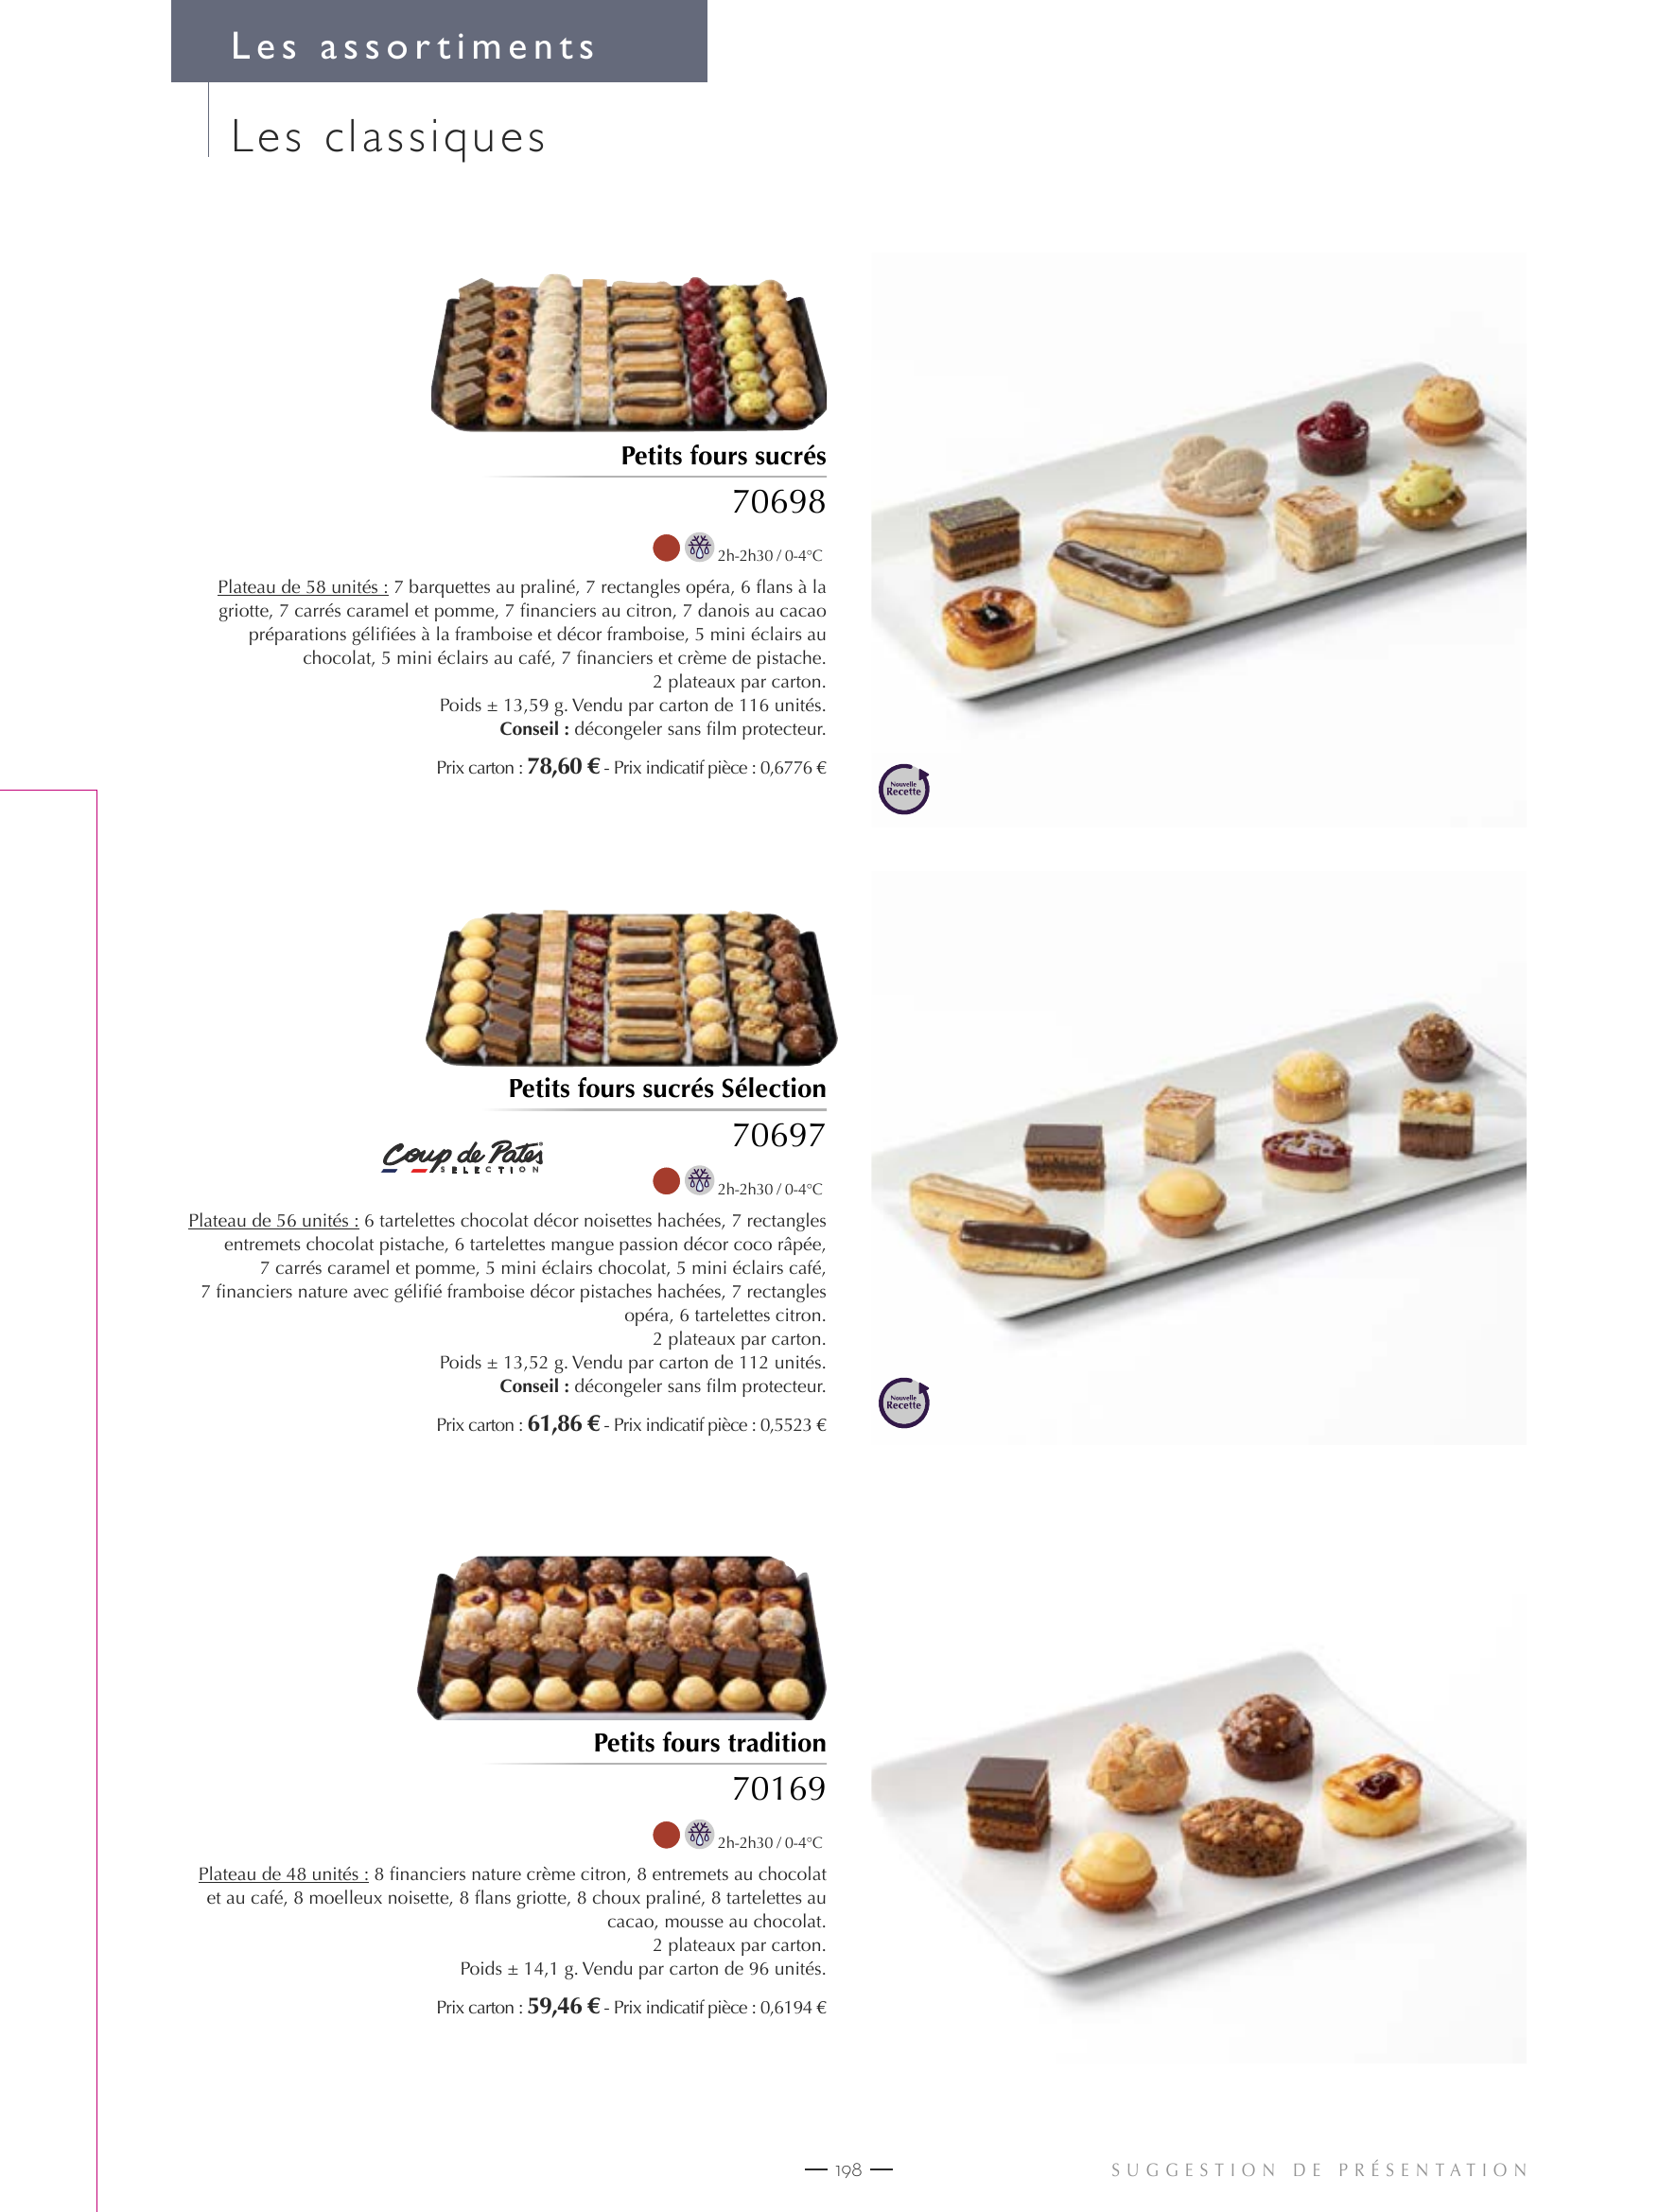 Les assortiments
Les classiques
Petits fours sucrés
70698
2h-2h30 / 0-4°C
Plateau de 58 unités : 7 barquettes au praliné, 7 rectangles opéra, 6 flans à la
griotte, 7 carrés caramel et pomme, 7 financiers au citron, 7 danois au cacao
préparations gélifiées à la framboise et décor framboise, 5 mini éclairs au
chocolat, 5 mini éclairs au café, 7 financiers et crème de pistache.
2 plateaux par carton.
Poids ± 13,59 g. Vendu par carton de 116 unités.
Conseil : décongeler sans film protecteur.
Prix carton : 78,60 € - Prix indicatif pièce : 0,6776 €
Nouvelle
Recette
Petits fours sucrés Sélection
70697
Coup de Pates
SELECTION
2h-2h30 / 0-4°C
Plateau de 56 unités : 6 tartelettes chocolat décor noisettes hachées, 7 rectangles
entremets chocolat pistache, 6 tartelettes mangue passion décor coco râpée,
7 carrés caramel et pomme, 5 mini éclairs chocolat, 5 mini éclairs café,
7 financiers nature avec gélifié framboise décor pistaches hachées, 7 rectangles
opéra, 6 tartelettes citron.
2 plateaux par carton.
Poids ± 13,52 g. Vendu par carton de 112 unités.
Conseil : décongeler sans film protecteur.
Prix carton : 61,86 € - Prix indicatif pièce : 0,5523 €
Nouvelle
Recette
Petits fours tradition
70169
2h-2h30 / 0-4°C
Plateau de 48 unités : 8 financiers nature crème citron, 8 entremets au chocolat
et au café, 8 moelleux noisette, 8 flans griotte, 8 choux praliné, 8 tartelettes au
cacao, mousse au chocolat.
2 plateaux par carton.
Poids ± 14,1 g. Vendu par carton de 96 unités.
Prix carton : 59,46 € - Prix indicatif pièce : 0,6194 €
198
SUGGESTION DE PRÉSENTATION